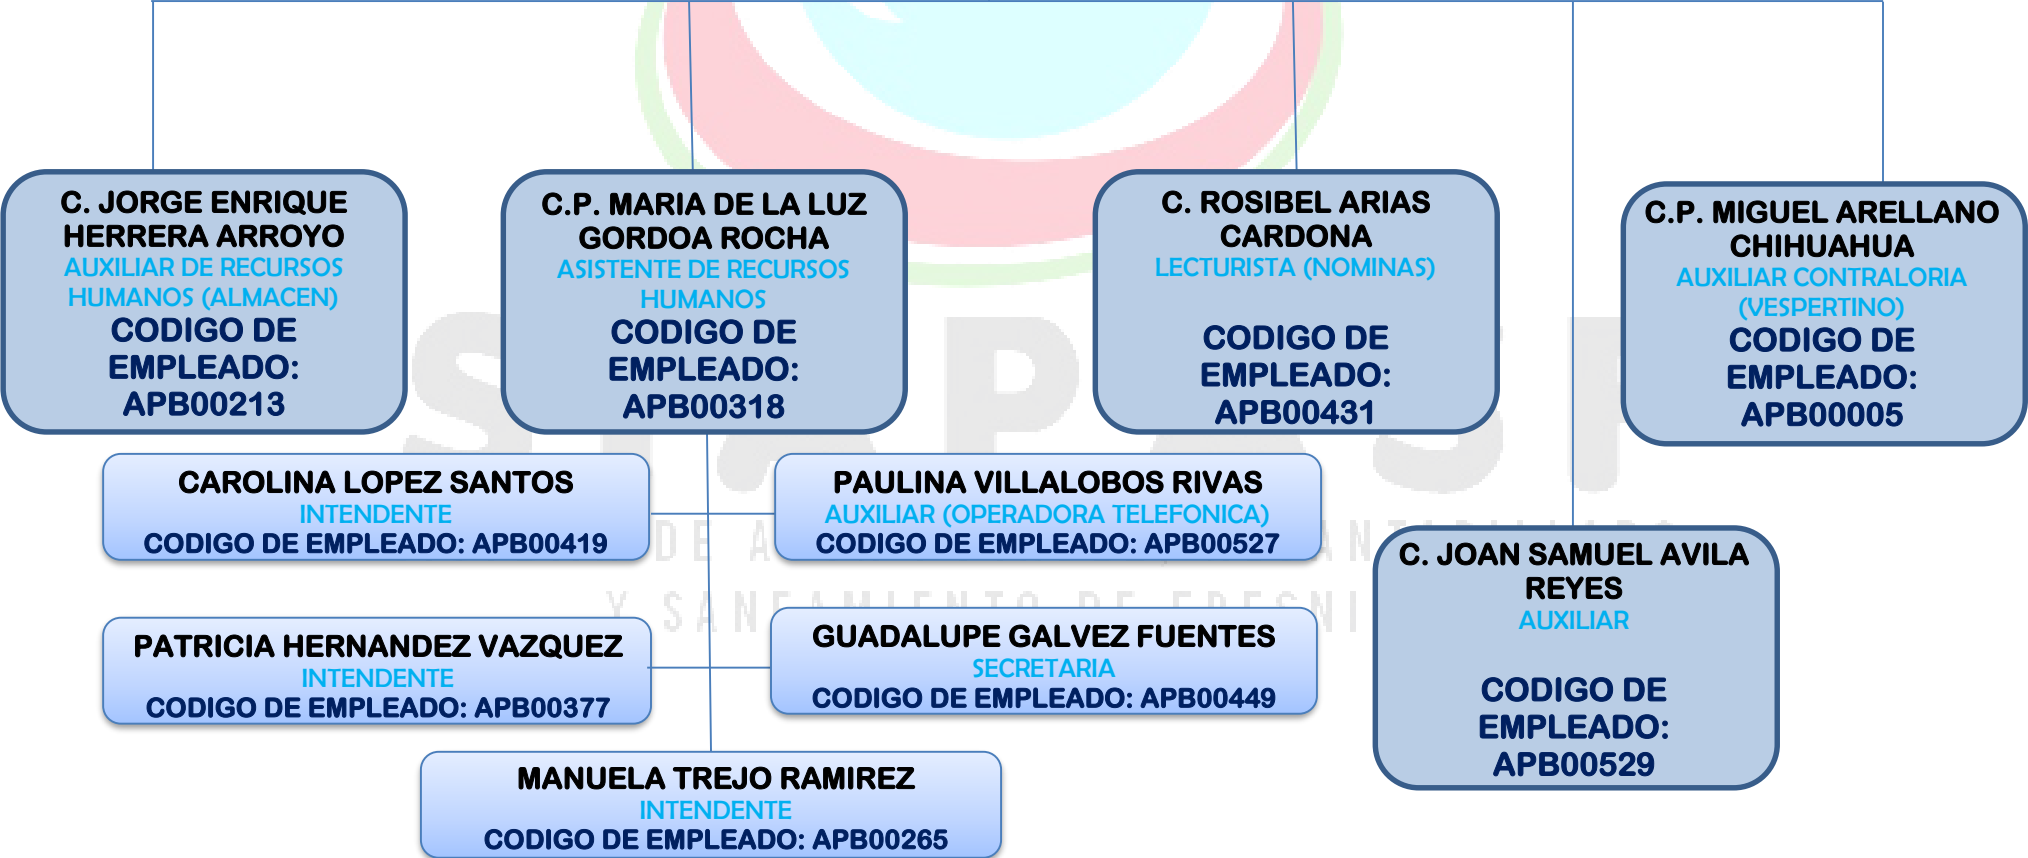 C. JORGE ENRIQUE
HERRERA ARROYO
AUXILIAR DE RECURSOS
HUMANOS (ALMACEN)
CODIGO DE
EMPLEADO:
APB00213
C.P. MARIA DE LA LUZ
GORDOA ROCHA
ASISTENTE DE RECURSOS
HUMANOS
CODIGO DE
EMPLEADO:
APB00318
C. ROSIBEL ARIAS
CARDONA
LECTURISTA (NOMINAS)
CODIGO DE
EMPLEADO:
APB00431
C.P. MIGUEL ARELLANO
CHIHUAHUA
AUXILIAR CONTRALORIA
(VESPERTINO)
CODIGO DE
EMPLEADO:
APB00005
CAROLINA LOPEZ SANTOS
INTENDENTE
CODIGO DE EMPLEADO: APB00419
PAULINA VILLALOBOS RIVAS
AUXILIAR (OPERADORA TELEFONICA)
CODIGO DE EMPLEADO: APB00527
C. JOAN SAMUEL AVILA
REYES
AUXILIAR
CODIGO DE
EMPLEADO:
APB00529
PATRICIA HERNANDEZ VAZQUEZ
INTENDENTE
CODIGO DE EMPLEADO: APB00377
GUADALUPE GALVEZ FUENTES
SECRETARIA
CODIGO DE EMPLEADO: APB00449
MANUELA TREJO RAMIREZ
INTENDENTE
CODIGO DE EMPLEADO: APB00265